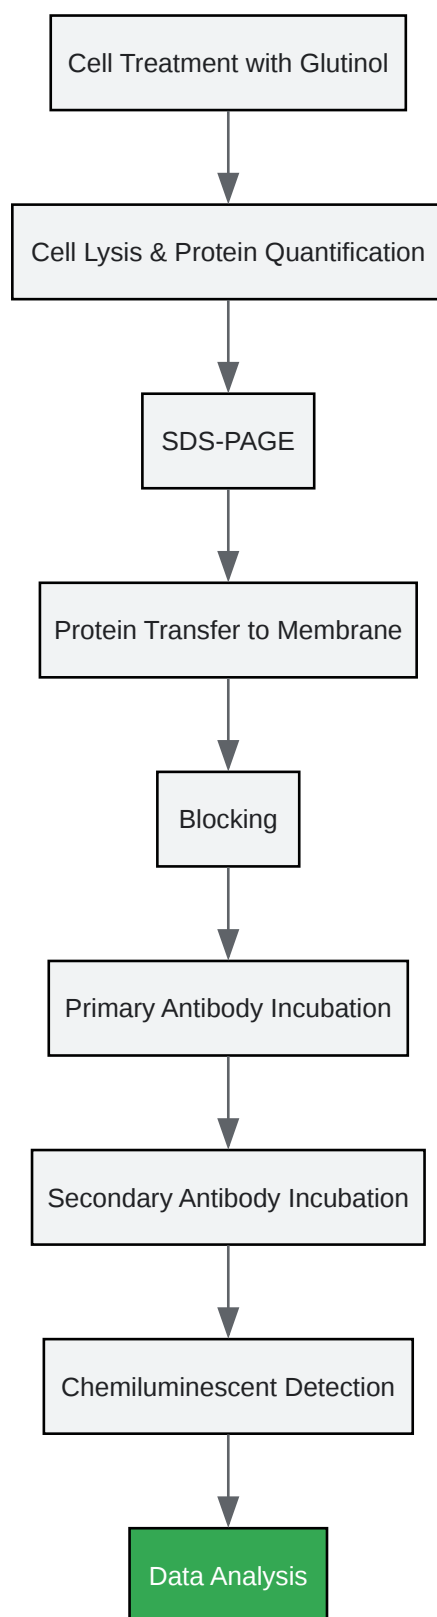 Cell Treatment with Glutinol
Cell Lysis & Protein Quantification
SDS-PAGE
Protein Transfer to Membrane
Blocking
Primary Antibody Incubation
Secondary Antibody Incubation
Chemiluminescent Detection
Data Analysis